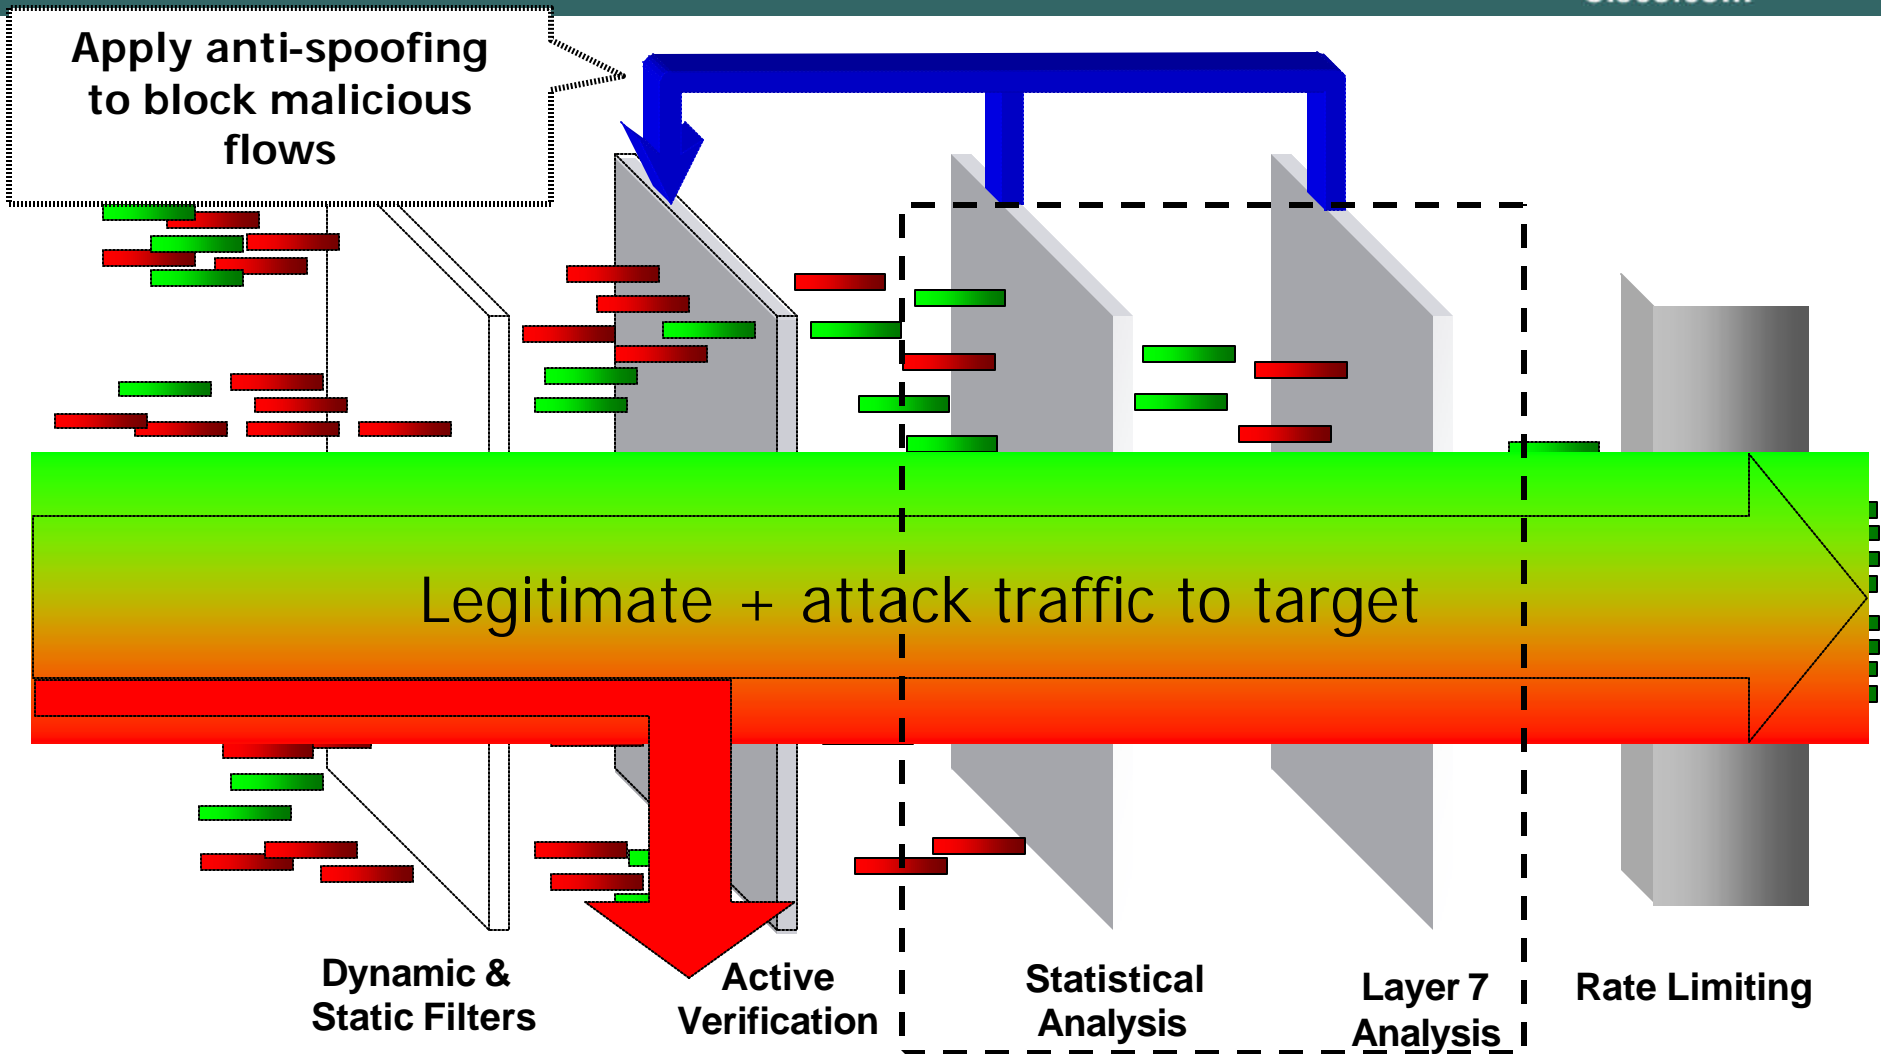 Apply anti-spoofing
to block malicious
flows
Legitimate + attack traffic to target
Dynamic &
Static Filters
Active
Verification
Statistical
Analysis
Layer 7
Analysis
Rate Limiting